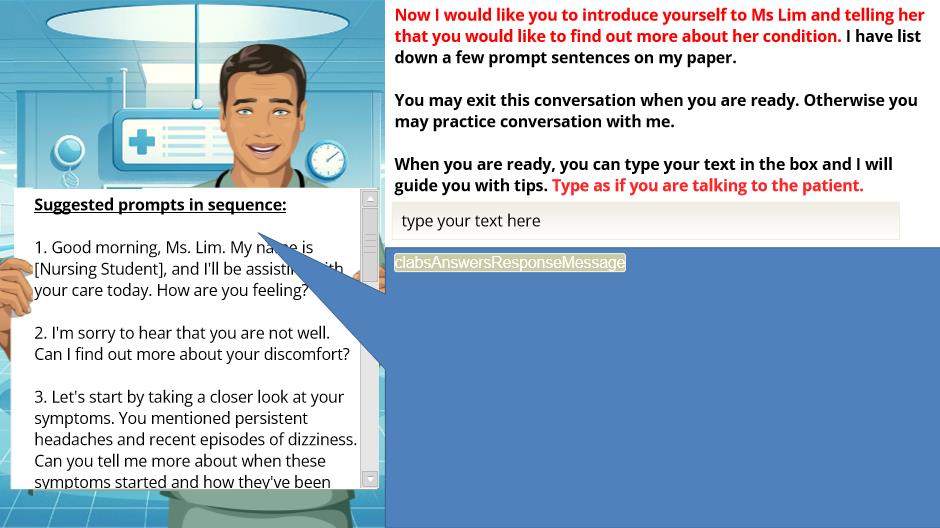 Now I would like you to introduce yourself to Ms Lim and telling her
that you would like to find out more about her condition. I have list
down a few prompt sentences on my paper.
You may exit this conversation when you are ready. Otherwise you
may practice conversation with me.
When you are ready, you can type your text in the box and I will
guide you with tips. Type as if you are talking to the patient.
type your text here
clabsAnswersResponseMessage
Suggested prompts in sequence:
1. Good morning, Ms. Lim. My name is
[Nursing Student], and I'll be assisting with
your care today. How are you feeling?
2. I'm sorry to hear that you are not well.
Can I find out more about your discomfort?
3. Let's start by taking a closer look at your
symptoms. You mentioned persistent
headaches and recent episodes of dizziness.
Can you tell me more about when these
symptoms started and how they've been